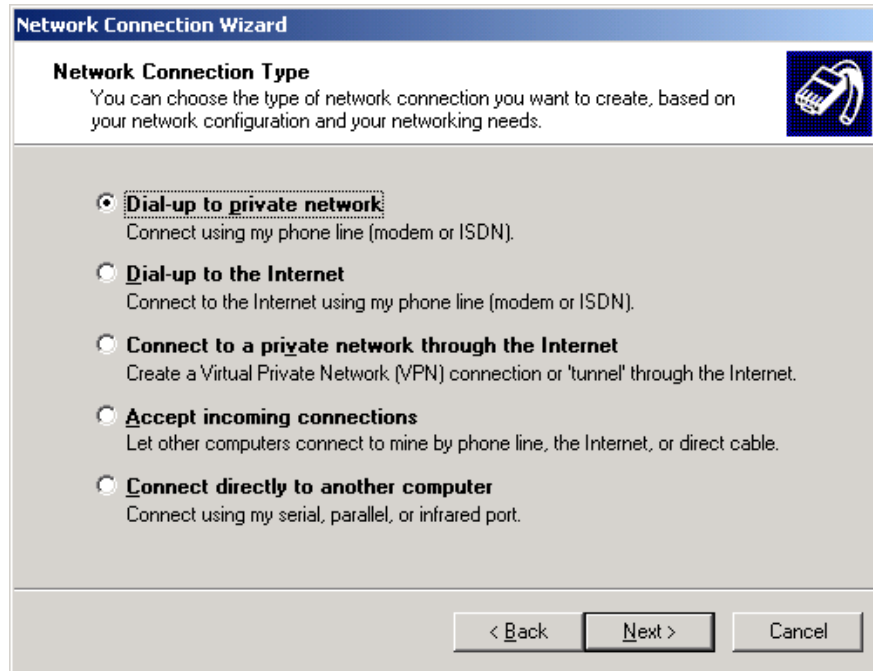 Network Connection Wizard
Network Connection Type
You can choose the type of network connection you want to create, based on
your network configuration and your networking needs.
Dial-up to private network
Connect using my phone line (modem or ISDN).
Dial-up to the Internet
Connect to the Internet using my phone line (modem or ISDN).
Connect to a private network through the Internet
Create a Virtual Private Network (VPN) connection or 'tunnel' through the Internet.
Accept incoming connections
Let other computers connect to mine by phone line, the Internet, or direct cable.
Connect directly to another computer
Connect using my serial, parallel, or infrared port.
< Back Next > Cancel